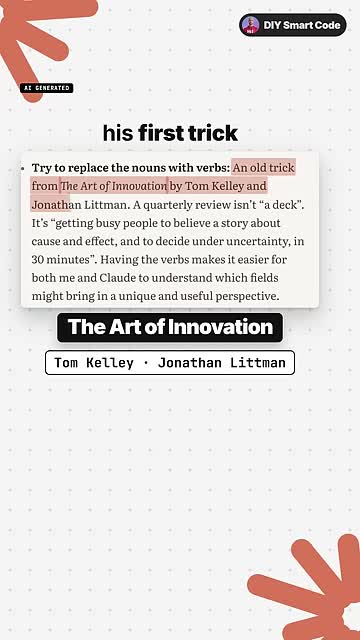 DIY Smart Code
AI GENERATED
his first trick
• Try to replace the nouns with verbs: An old trick
from The Art of Innovation by Tom Kelley and
Jonathan Littman. A quarterly review isn’t “a deck”.
It’s “getting busy people to believe a story about
cause and effect, and to decide under uncertainty, in
30 minutes”. Having the verbs makes it easier for
both me and Claude to understand which fields
might bring in a unique and useful perspective.
The Art of Innovation
Tom Kelley · Jonathan Littman